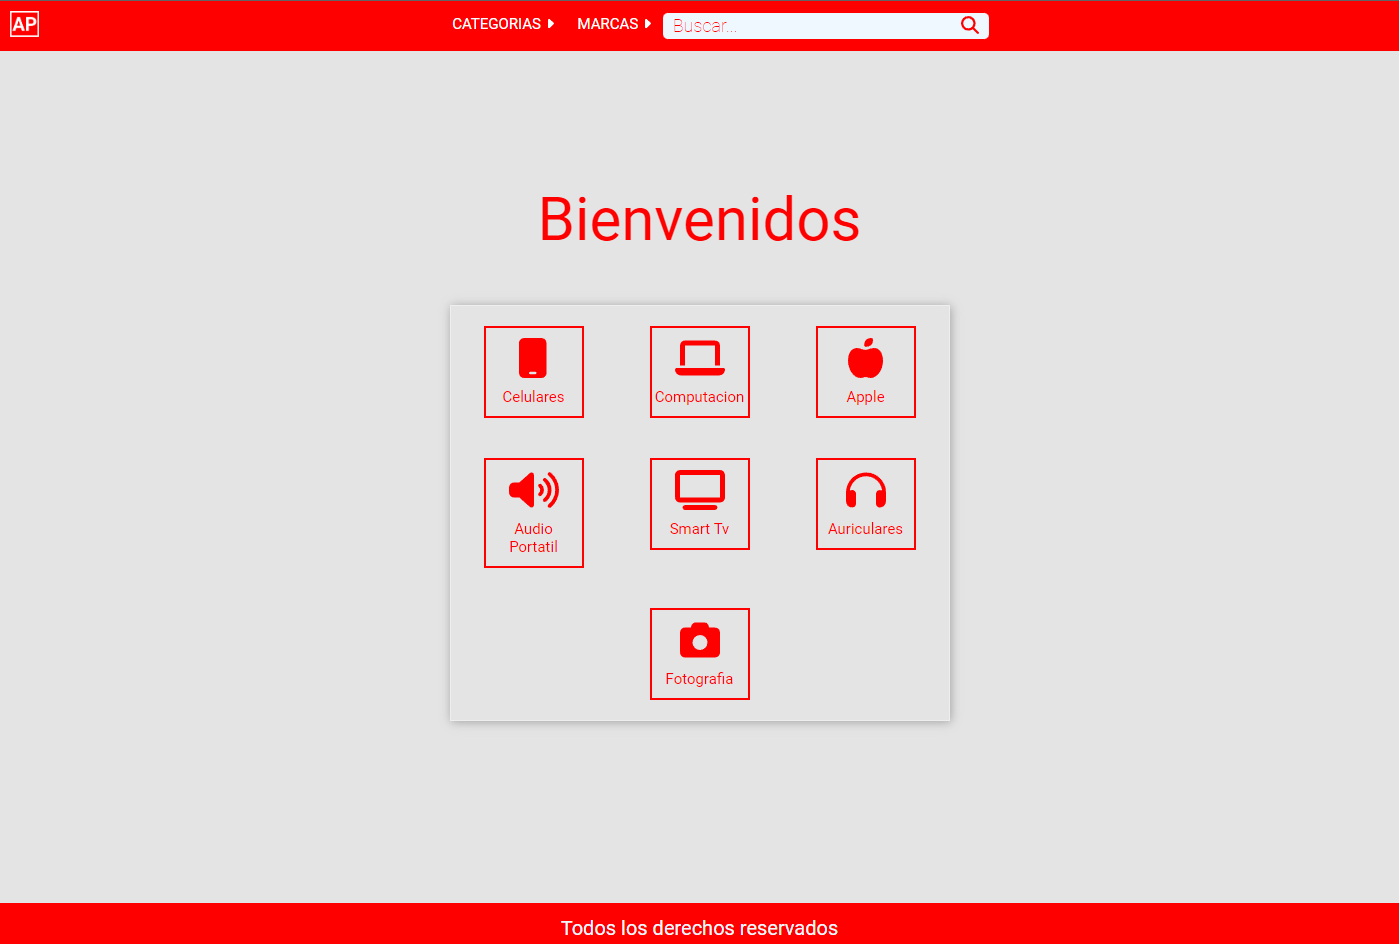 AP
CATEGORIAS
MARCAS
Buscar...
Bienvenidos
Celulares
Computacion
Apple
Audio
Portatil
Smart Tv
Auriculares
Fotografia
Todos los derechos reservados